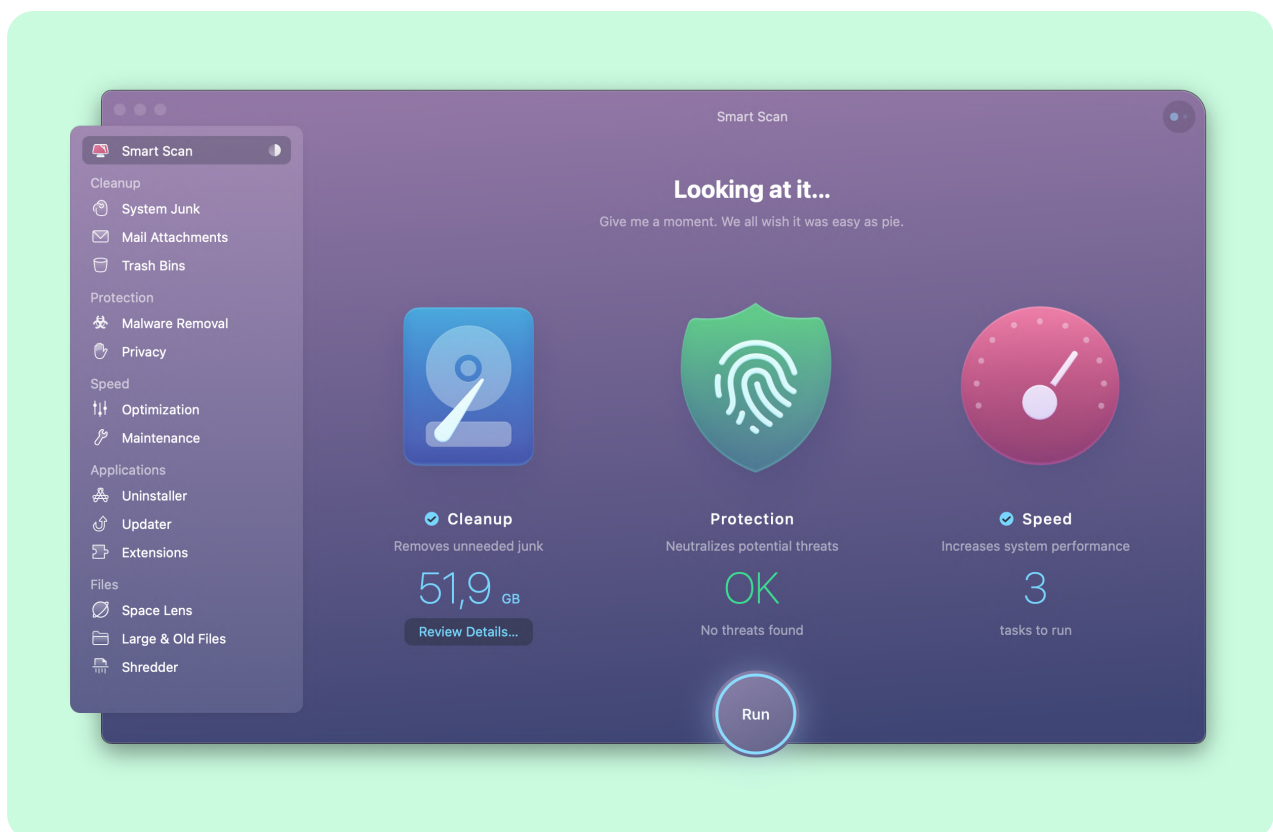 Smart Scan
Smart Scan
Cleanup
System Junk
Mail Attachments
Trash Bins
Protection
Malware Removal
Privacy
Speed
Optimization
Maintenance
Applications
Uninstaller
Updater
Extensions
Files
Space Lens
Large & Old Files
Shredder
Looking at it...
Give me a moment. We all wish it was easy as pie.
Cleanup
Removes unneeded junk
51,9 GB
Review Details...
Protection
Neutralizes potential threats
OK
No threats found
Speed
Increases system performance
3
tasks to run
Run